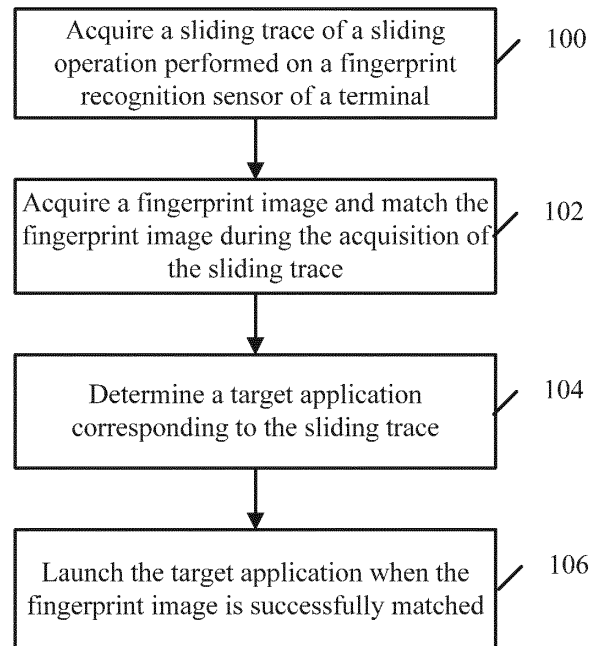 Acquire a sliding trace of a sliding
operation performed on a fingerprint
recognition sensor of a terminal
100
Acquire a fingerprint image and match the
fingerprint image during the acquisition of
the sliding trace
102
Determine a target application
corresponding to the sliding trace
104
Launch the target application when the
fingerprint image is successfully matched
106